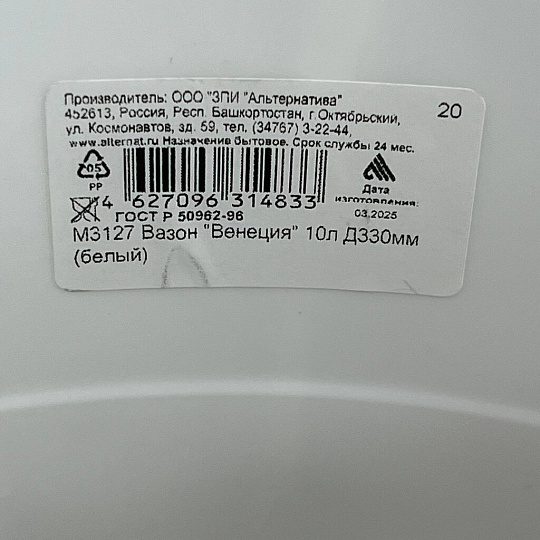 Производитель: ООО "ЗПИ "Альтернатива"
452613, Россия, Респ. Башкортостан, г.Октябрьский,
ул. Космонавтов, зд. 59, тел. (34767) 3-22-44,
www.alternat.ru Назначение бытовое. Срок службы 24 мес.
20
05
PP
4 627096 314833
ГОСТ Р 50962-96
Дата
изготовления:
03.2025
М3127 Вазон "Венеция" 10л Д330мм
(белый)